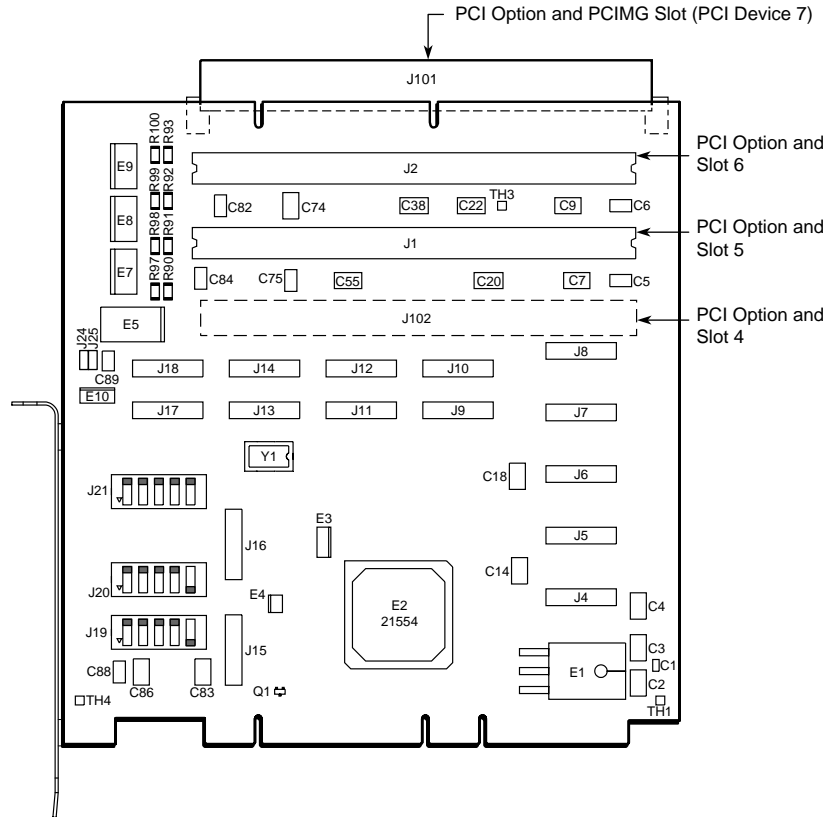 PCI Option and PCIMG Slot (PCI Device 7)
J101
R100
R93
E9
J2
PCI Option and
Slot 6
R99
R92
C82
C74
C38
C22
TH3
C9
C6
E8
R98
R91
J1
PCI Option and
Slot 5
E7
R97
R90
C84
C75
C55
C20
C7
C5
E5
J102
PCI Option and
Slot 4
J24
J25
C89
J18
J14
J12
J10
J8
E10
J17
J13
J11
J9
J7
Y1
C18
J6
J21
E3
J16
J5
C14
J20
E4
E2
21554
J4
C4
J19
J15
C3
E1
C1
C88
C86
C83
Q1
C2
TH4
TH1